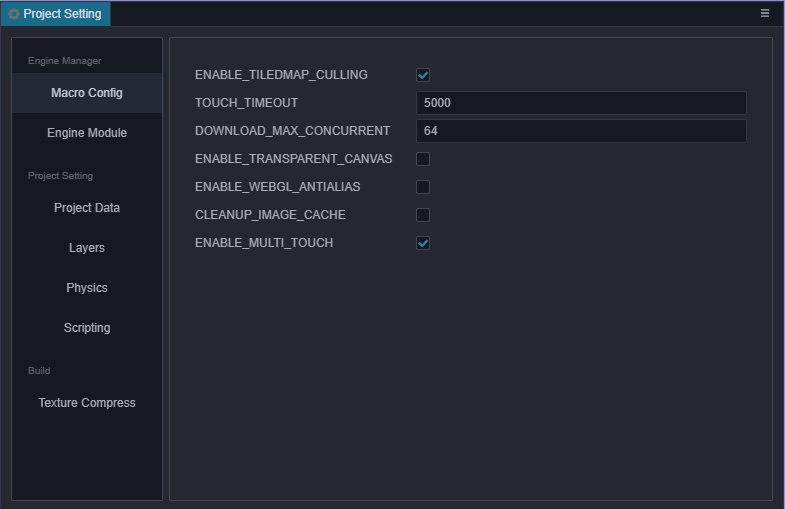 Project Setting
Engine Manager
Macro Config
Engine Module
Project Setting
Project Data
Layers
Physics
Scripting
Build
Texture Compress
ENABLE_TILEDMAP_CULLING
TOUCH_TIMEOUT 5000
DOWNLOAD_MAX_CONCURRENT 64
ENABLE_TRANSPARENT_CANVAS
ENABLE_WEBGL_ANTIALIAS
CLEANUP_IMAGE_CACHE
ENABLE_MULTI_TOUCH